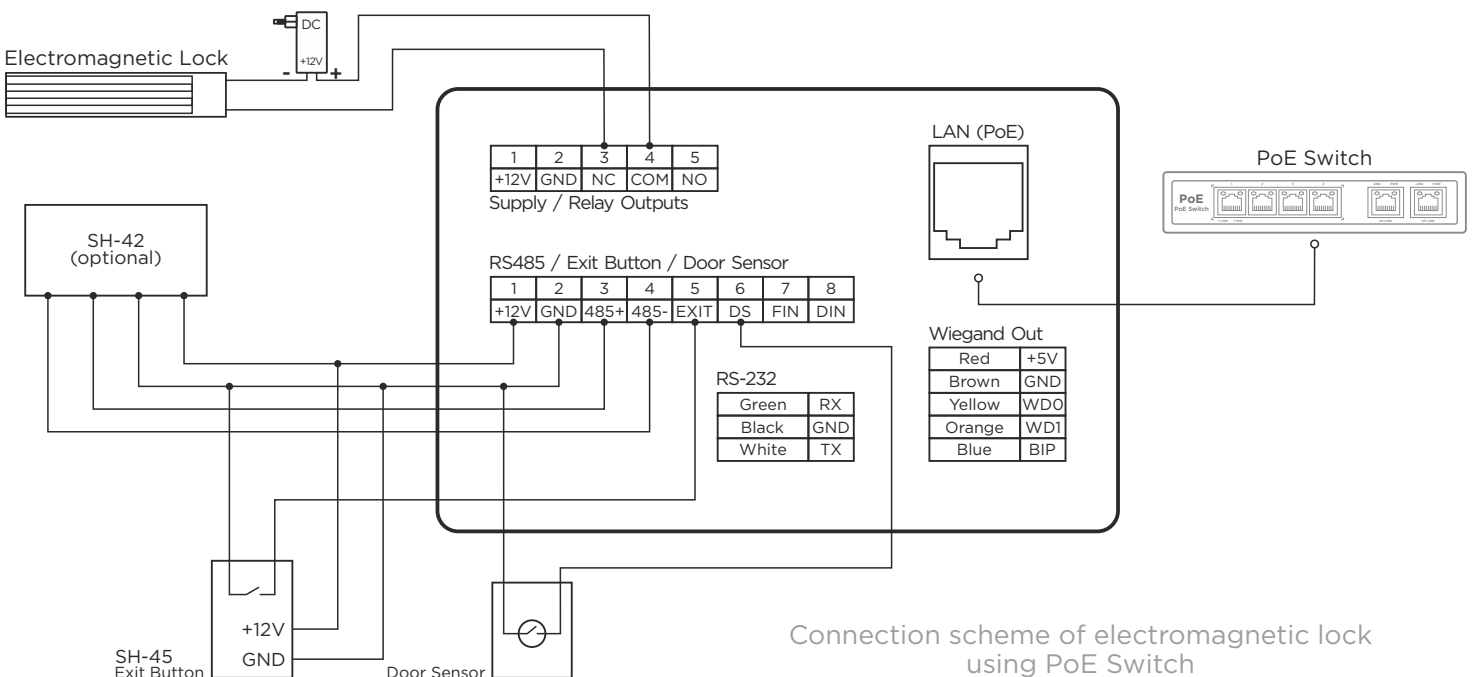 DC
+12V
- +
Electromagnetic Lock
LAN (PoE)
1 2 3 4 5
+12V GND NC COM NO
Supply / Relay Outputs
PoE Switch
PoE
PoE Switch
SH-42
(optional)
RS485 / Exit Button / Door Sensor
1 2 3 4 5 6 7 8
+12V GND 485+ 485- EXIT DS FIN DIN
Wiegand Out
Red +5V
Brown GND
Yellow WD0
Orange WD1
Blue BIP
RS-232
Green RX
Black GND
White TX
+12V
GND
SH-45
Exit Button
Door Sensor
Connection scheme of electromagnetic lock
using PoE Switch